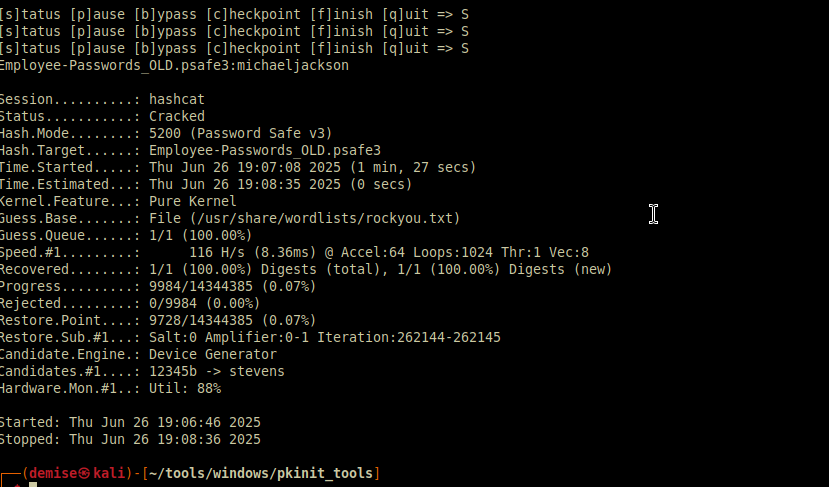 [s]tatus [p]ause [b]ypass [c]heckpoint [f]inish [q]uit => S
[s]tatus [p]ause [b]ypass [c]heckpoint [f]inish [q]uit => S
[s]tatus [p]ause [b]ypass [c]heckpoint [f]inish [q]uit => S
Employee-Passwords_OLD.psafe3:michaeljackson
Session..........: hashcat
Status...........: Cracked
Hash.Mode........: 5200 (Password Safe v3)
Hash.Target......: Employee-Passwords_OLD.psafe3
Time.Started.....: Thu Jun 26 19:07:08 2025 (1 min, 27 secs)
Time.Estimated...: Thu Jun 26 19:08:35 2025 (0 secs)
Kernel.Feature...: Pure Kernel
Guess.Base.......: File (/usr/share/wordlists/rockyou.txt)
Guess.Queue......: 1/1 (100.00%)
Speed.#1.........:      116 H/s (8.36ms) @ Accel:64 Loops:1024 Thr:1 Vec:8
Recovered........: 1/1 (100.00%) Digests (total), 1/1 (100.00%) Digests (new)
Progress.........: 9984/14344385 (0.07%)
Rejected.........: 0/9984 (0.00%)
Restore.Point....: 9728/14344385 (0.07%)
Restore.Sub.#1...: Salt:0 Amplifier:0-1 Iteration:262144-262145
Candidate.Engine.: Device Generator
Candidates.#1....: 12345b -> stevens
Hardware.Mon.#1..: Util: 88%
Started: Thu Jun 26 19:06:46 2025
Stopped: Thu Jun 26 19:08:36 2025
┌──(demise㉿kali)-[~/tools/windows/pkinit_tools]